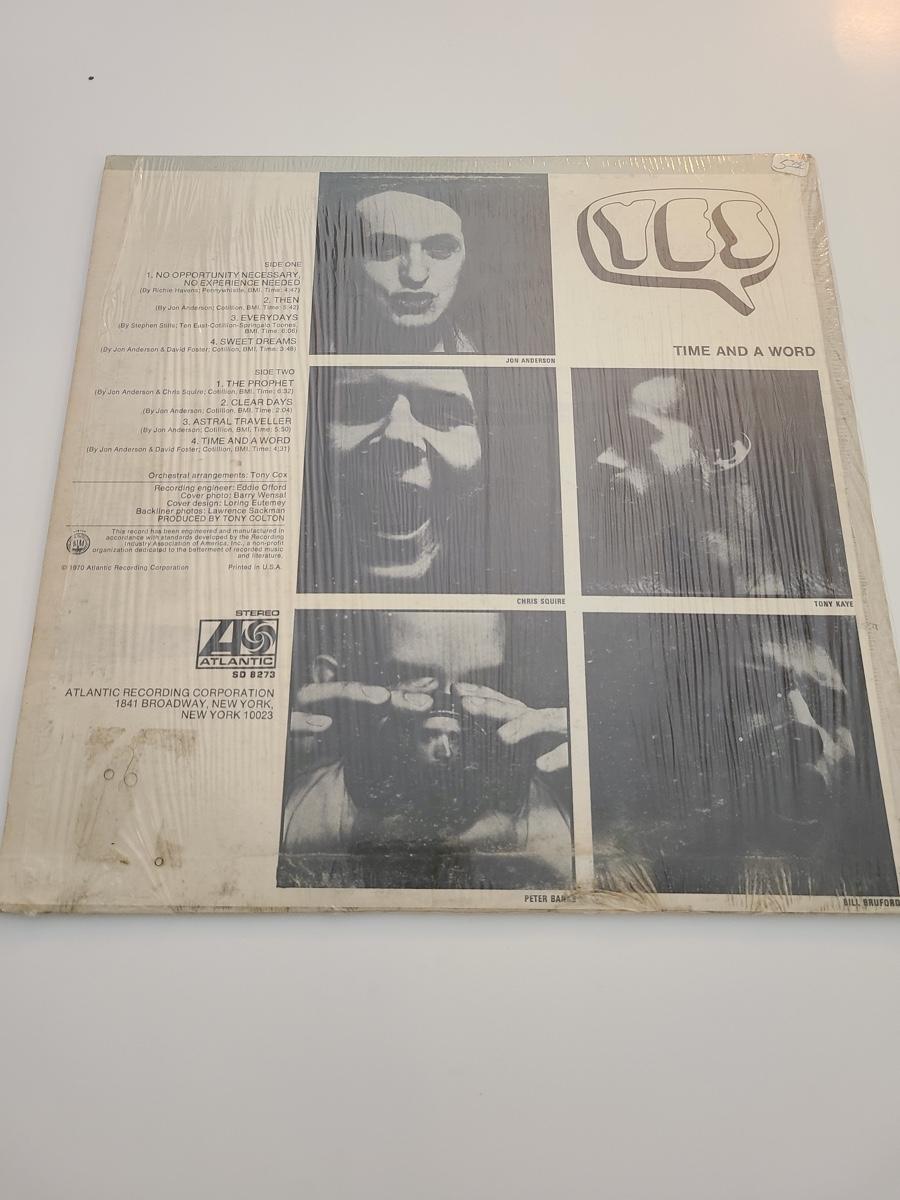 SIDE ONE
1. NO OPPORTUNITY NECESSARY,
NO EXPERIENCE NEEDED
(By Richie Havens; Pennywhistle, BMI. Time: 4:47)
2. THEN
(By Jon Anderson; Cotillion, BMI. Time: 5:42)
3. EVERYDAYS
(By Stephen Stills; Ten East-Cotillion-Springalo Toones,
BMI. Time: 6:06)
4. SWEET DREAMS
(By Jon Anderson & David Foster; Cotillion, BMI. Time: 3:48)
SIDE TWO
1. THE PROPHET
(By Jon Anderson & Chris Squire; Cotillion, BMI. Time: 6:32)
2. CLEAR DAYS
(By Jon Anderson; Cotillion, BMI. Time: 2:04)
3. ASTRAL TRAVELLER
(By Jon Anderson; Cotillion, BMI. Time: 5:50)
4. TIME AND A WORD
(By Jon Anderson & David Foster; Cotillion, BMI. Time: 4:31)
Orchestral arrangements: Tony Cox
Recording engineer: Eddie Offord
Cover photo: Barry Wensal
Cover design: Loring Eutemey
Backliner photos: Lawrence Sackman
PRODUCED BY TONY COLTON
This record has been engineered and manufactured in
accordance with standards developed by the Recording
Industry Association of America, Inc., a non-profit
organization dedicated to the betterment of recorded music
and literature.
© 1970 Atlantic Recording Corporation Printed in U.S.A.
STEREO
ATLANTIC
SD 8273
ATLANTIC RECORDING CORPORATION
1841 BROADWAY, NEW YORK,
NEW YORK 10023
YES
TIME AND A WORD
JON ANDERSON
CHRIS SQUIRE
TONY KAYE
PETER BANKS
BILL BRUFORD